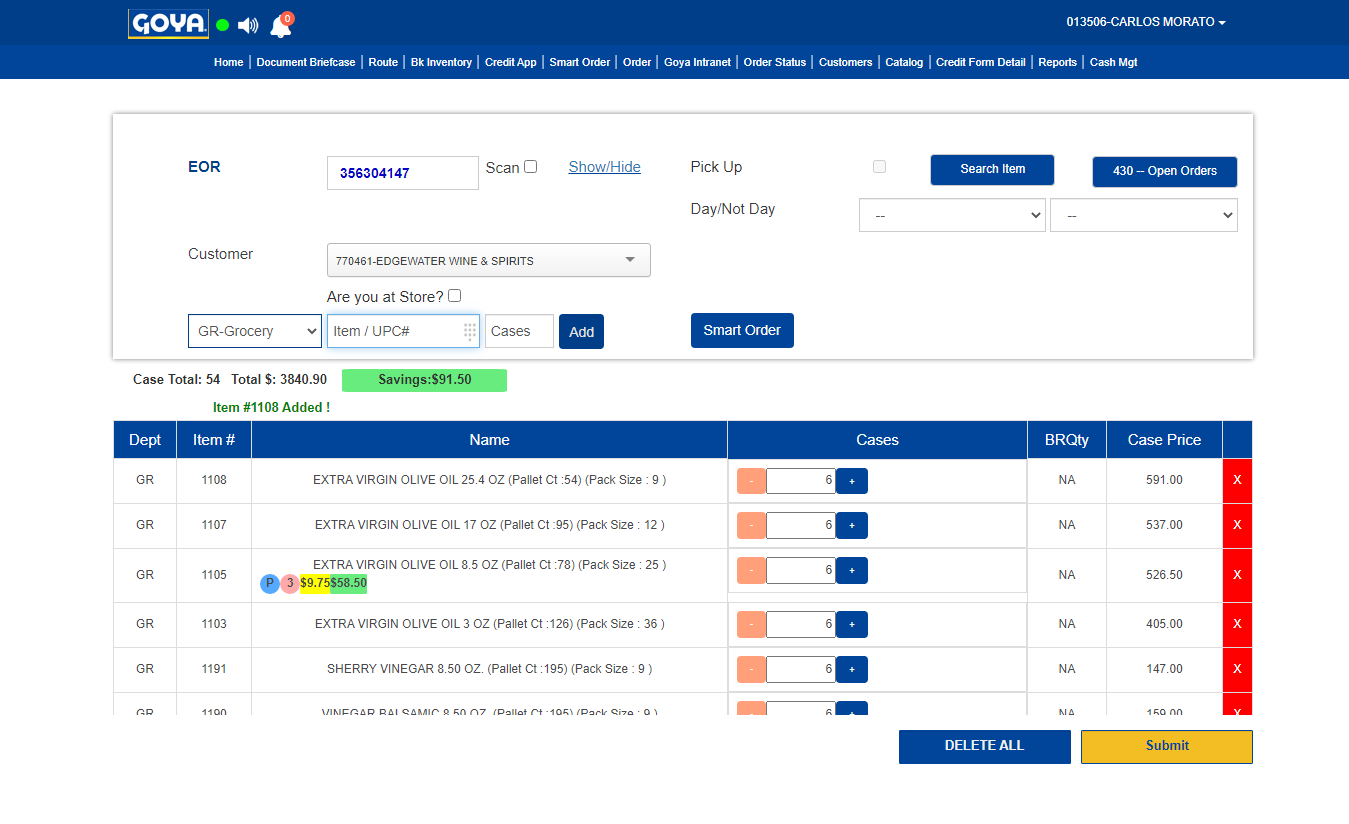 GOYA
0
013506-CARLOS MORATO
Home | Document Briefcase | Route | Bk Inventory | Credit App | Smart Order | Order | Goya Intranet | Order Status | Customers | Catalog | Credit Form Detail | Reports | Cash Mgt
EOR 356304147 Scan Show/Hide Pick Up Search Item 430 -- Open Orders
Day/Not Day -- --
Customer 770461-EDGEWATER WINE & SPIRITS
Are you at Store?
GR-Grocery Item / UPC# Cases Add Smart Order
Case Total: 54 Total $: 3840.90 Savings:$91.50
Item #1108 Added !
Dept Item # Name Cases BRQty Case Price
GR 1108 EXTRA VIRGIN OLIVE OIL 25.4 OZ (Pallet Ct :54) (Pack Size : 9 ) - 6 + NA 591.00 X
GR 1107 EXTRA VIRGIN OLIVE OIL 17 OZ (Pallet Ct :95) (Pack Size : 12 ) - 6 + NA 537.00 X
GR 1105 EXTRA VIRGIN OLIVE OIL 8.5 OZ (Pallet Ct :78) (Pack Size : 25 ) - 6 + NA 526.50 X
P 3 $9.75 $58.50
GR 1103 EXTRA VIRGIN OLIVE OIL 3 OZ (Pallet Ct :126) (Pack Size : 36 ) - 6 + NA 405.00 X
GR 1191 SHERRY VINEGAR 8.50 OZ. (Pallet Ct :195) (Pack Size : 9 ) - 6 + NA 147.00 X
GR 1190 VINEGAR BALSAMIC 8.50 OZ. (Pallet Ct :195) (Pack Size : 9 ) - 6 + NA 159.00 X
DELETE ALL Submit